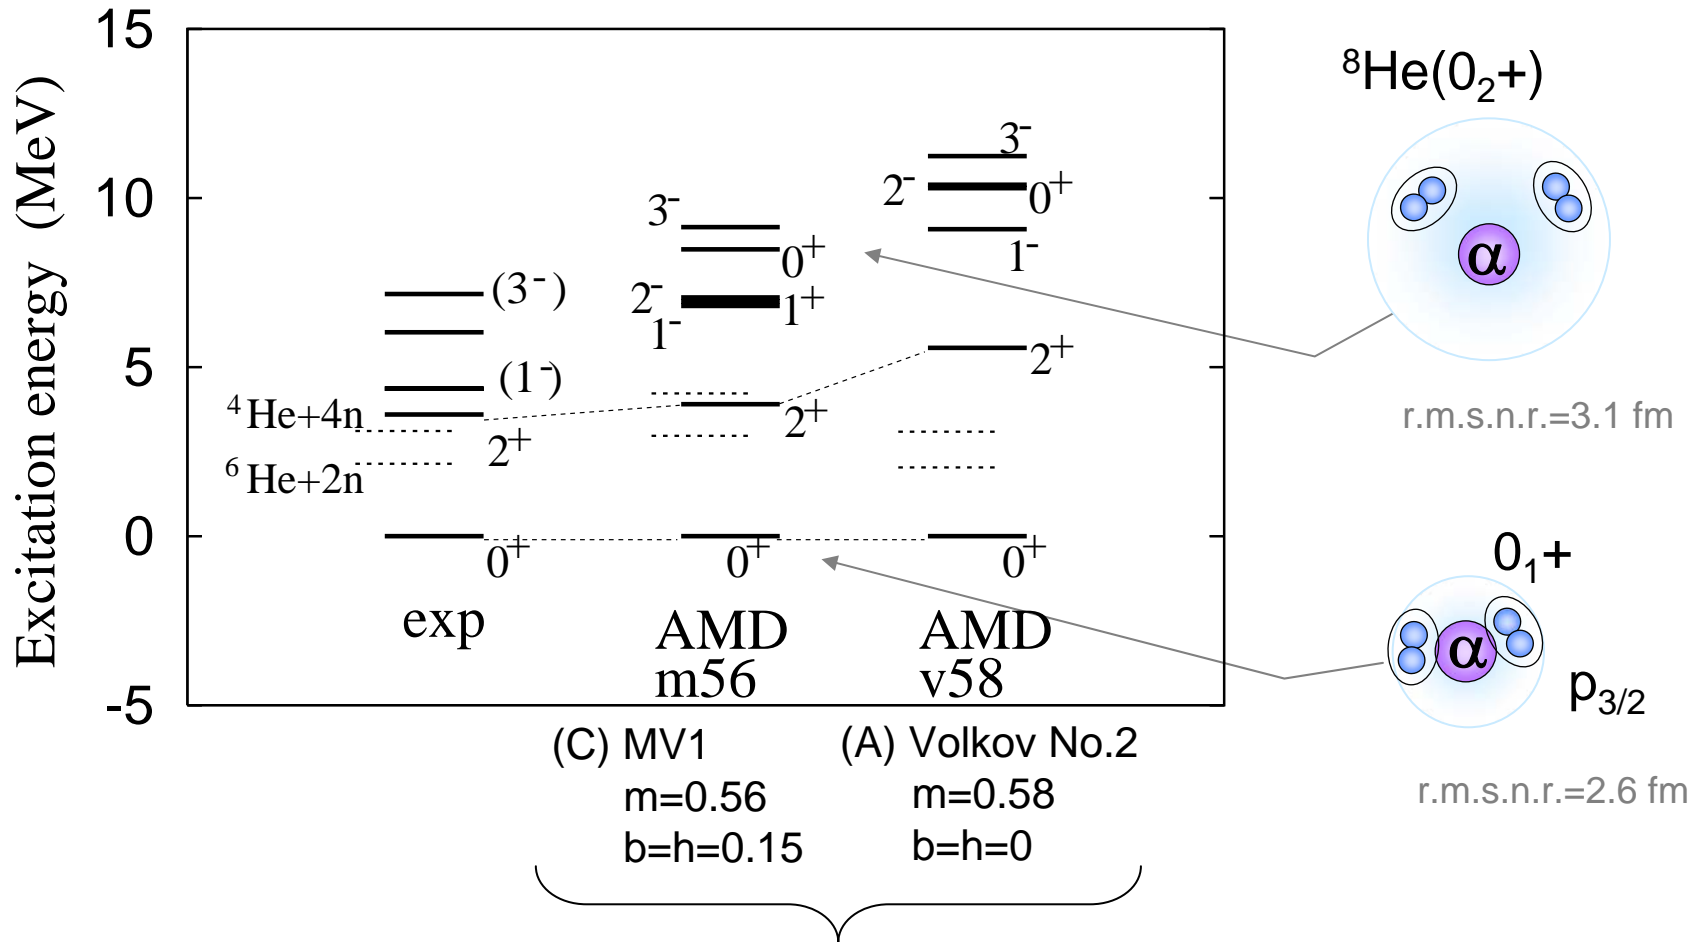 Excitation energy (MeV)
15
10
5
0
-5
(3⁻)
(1⁻)
⁴He+4n
2⁺
⁶He+2n
0⁺
exp
3⁻
0⁺
2⁻ 1⁺
1⁻
2⁺
0⁺
AMD
m56
3⁻
2⁻ 0⁺
1⁻
2⁺
0⁺
AMD
v58
(C) MV1
m=0.56
b=h=0.15
(A) Volkov No.2
m=0.58
b=h=0
⁸He(0₂+)
α
r.m.s.n.r.=3.1 fm
0₁+
α
p₃/₂
r.m.s.n.r.=2.6 fm